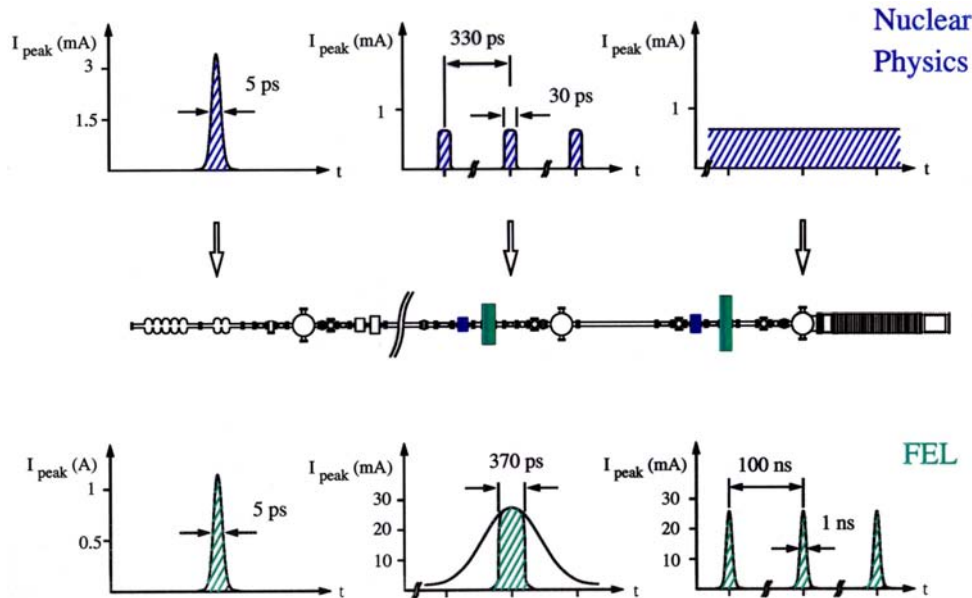 Nuclear
Physics
I peak (mA)
3
1.5
5 ps
t
I peak (mA)
330 ps
1
30 ps
t
I peak (mA)
1
t
FEL
I peak (A)
1
0.5
5 ps
t
I peak (mA)
370 ps
30
20
10
t
I peak (mA)
100 ns
30
20
10
1 ns
t